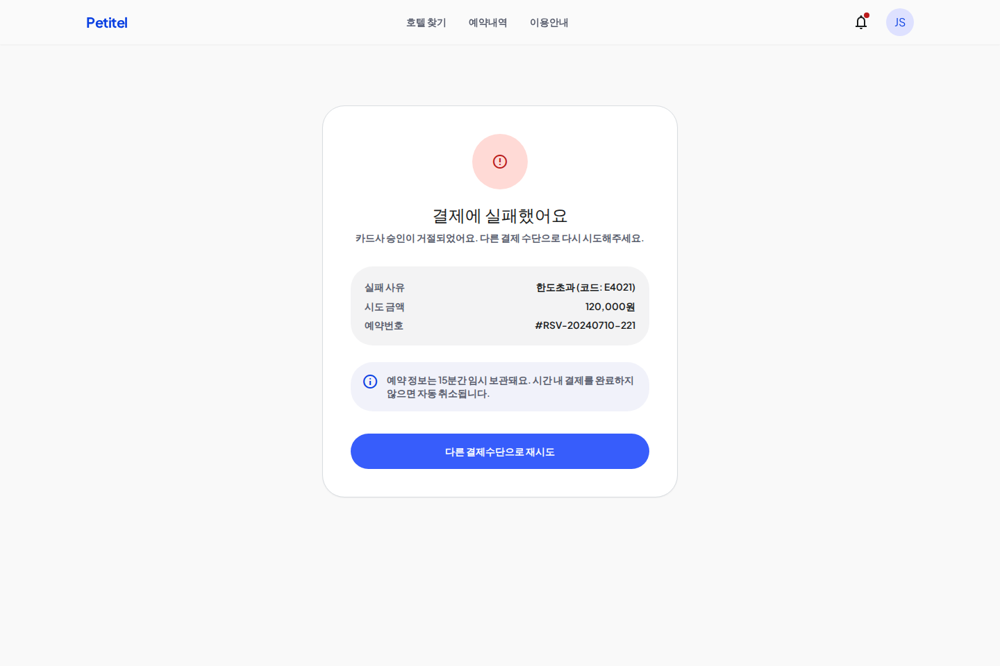 Petitel
호텔 찾기
예약내역
이용안내
JS
결제에 실패했어요
카드사 승인이 거절되었어요. 다른 결제 수단으로 다시 시도해주세요.
실패 사유
한도초과 (코드: E4021)
시도 금액
120,000원
예약번호
#RSV-20240710-221
예약 정보는 15분간 임시 보관돼요. 시간 내 결제를 완료하지
않으면 자동 취소됩니다.
다른 결제수단으로 재시도